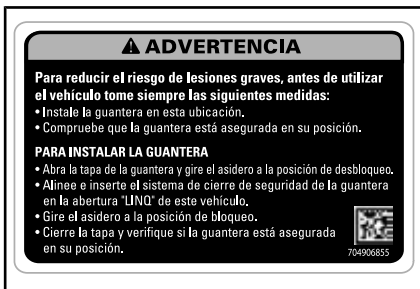 ADVERTENCIA
Para reducir el riesgo de lesiones graves, antes de utilizar
el vehículo tome siempre las siguientes medidas:
• Instale la guantera en esta ubicación.
• Compruebe que la guantera está asegurada en su posición.
PARA INSTALAR LA GUANTERA
• Abra la tapa de la guantera y gire el asidero a la posición de desbloqueo.
• Alinee e inserte el sistema de cierre de seguridad de la guantera
en la abertura "LINQ" de este vehículo.
• Gire el asidero a la posición de bloqueo.
• Cierre la tapa y verifique si la guantera está asegurada
en su posición.
704906855